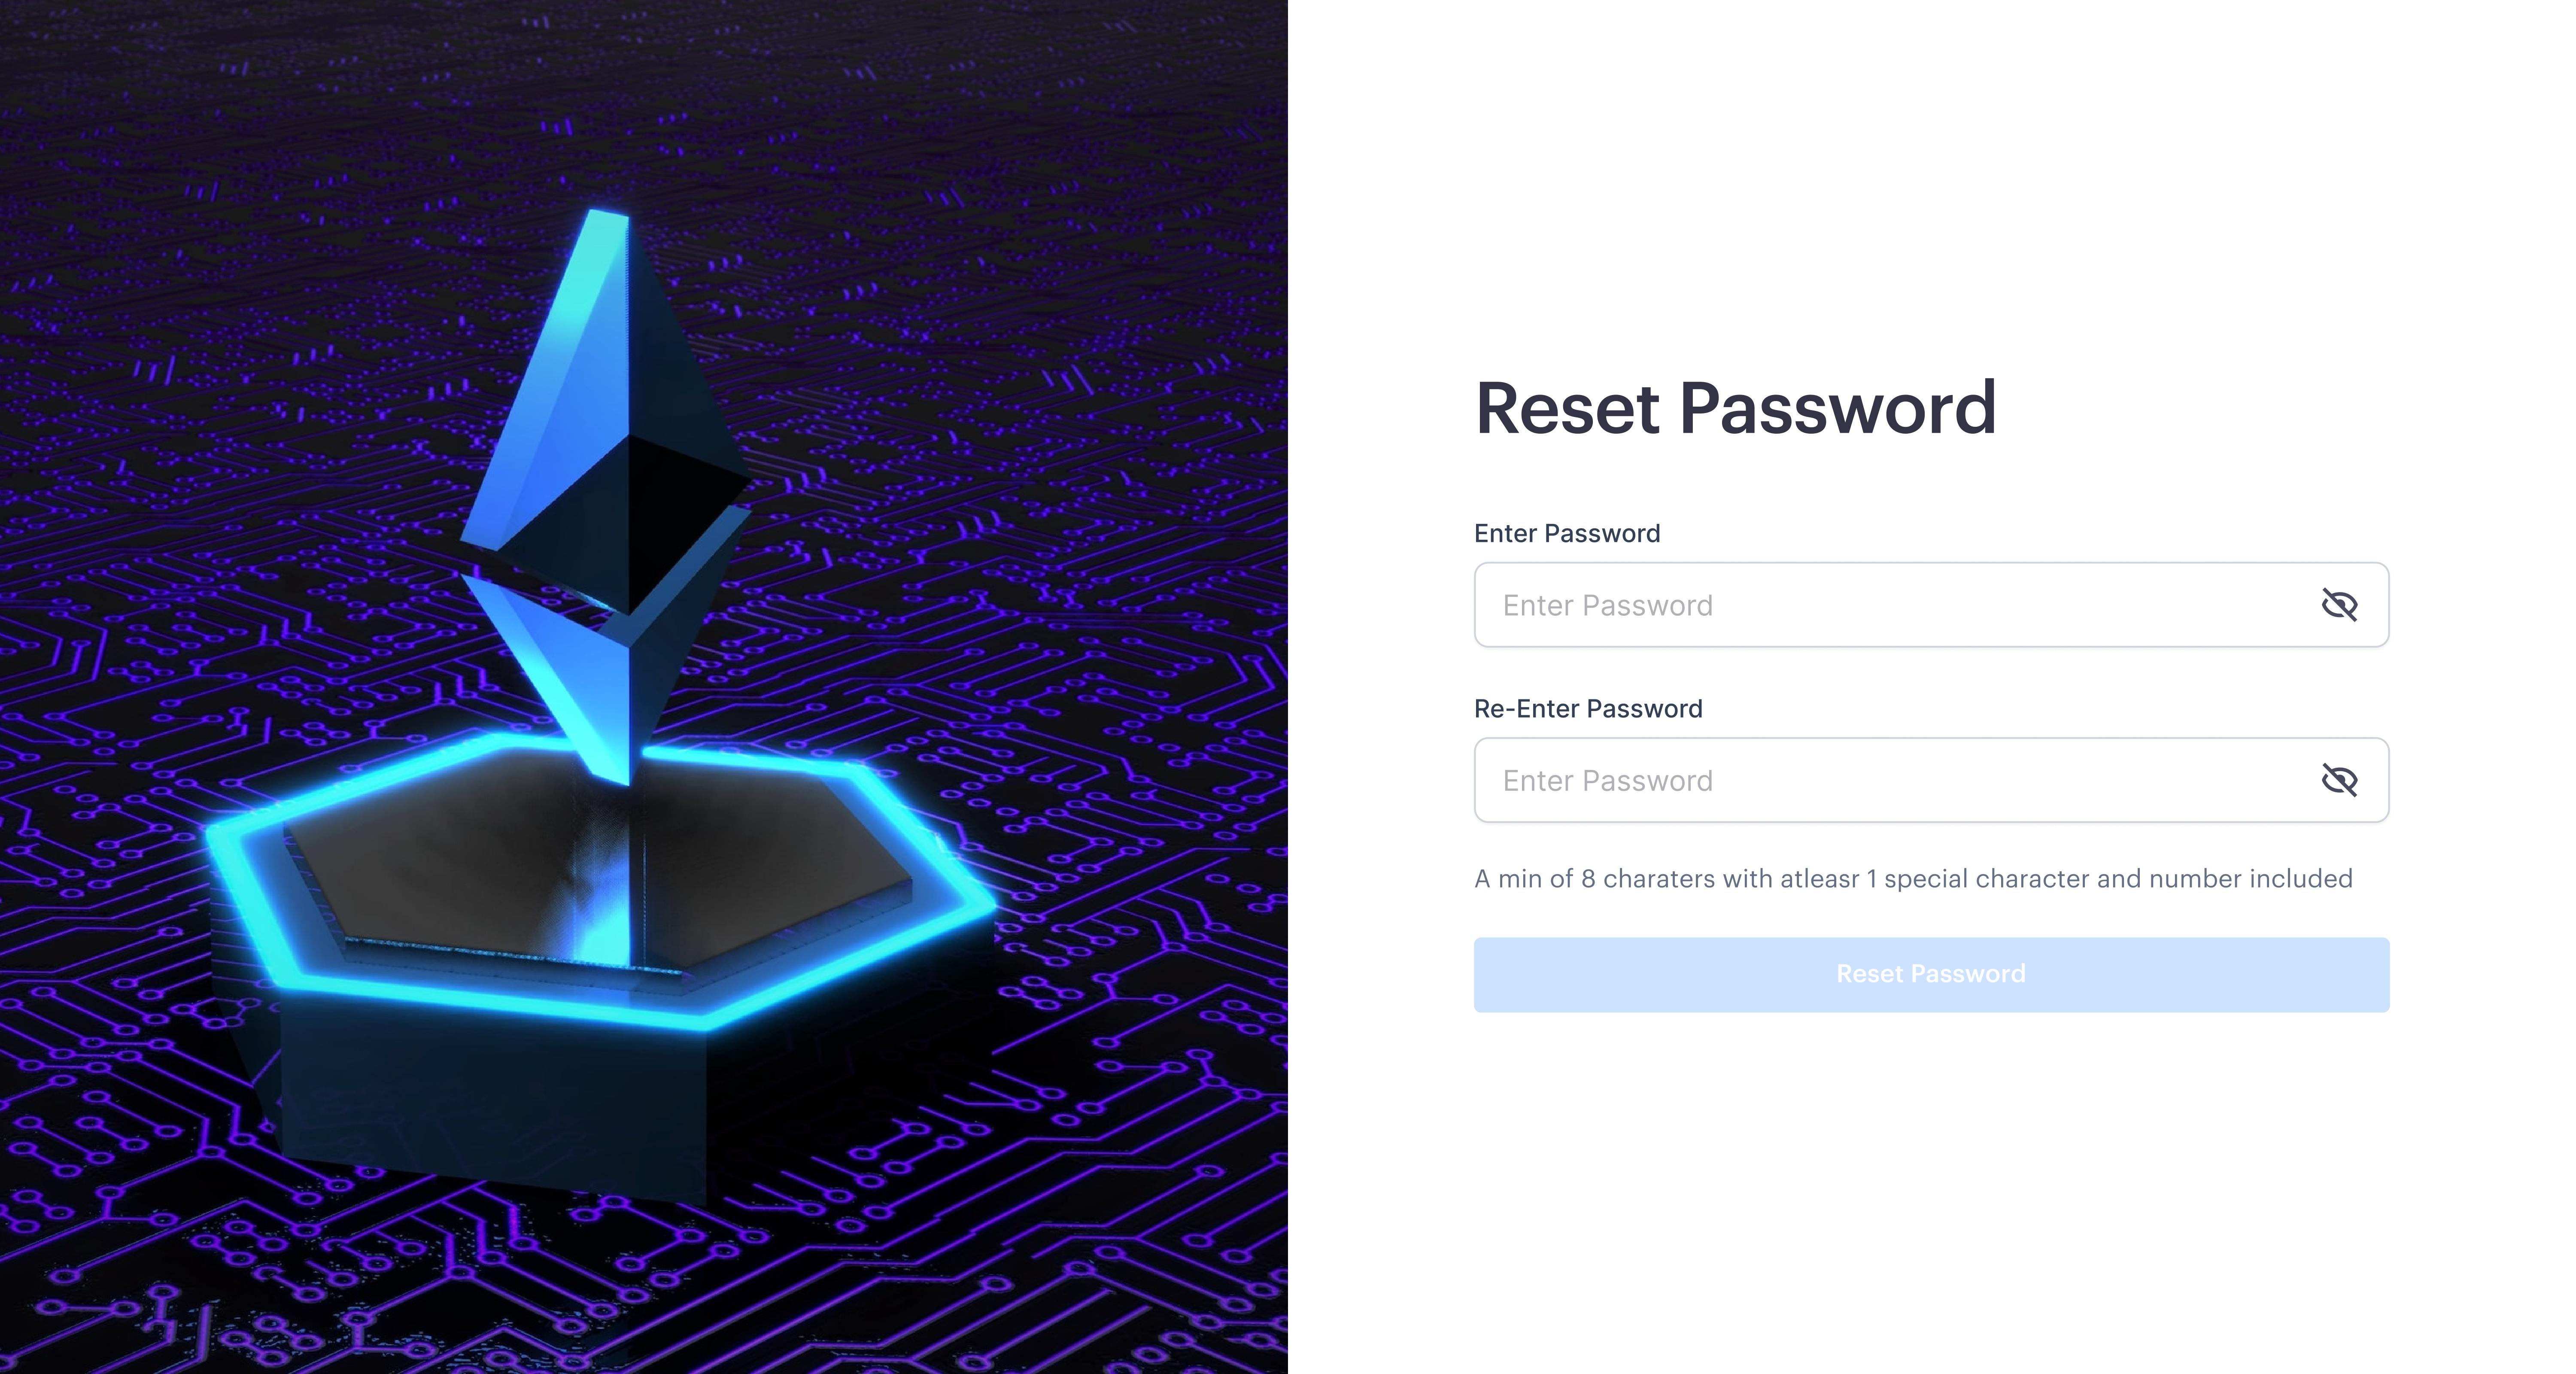 Reset Password
Enter Password
Enter Password
Re-Enter Password
Enter Password
A min of 8 charaters with atleasr 1 special character and number included
Reset Password